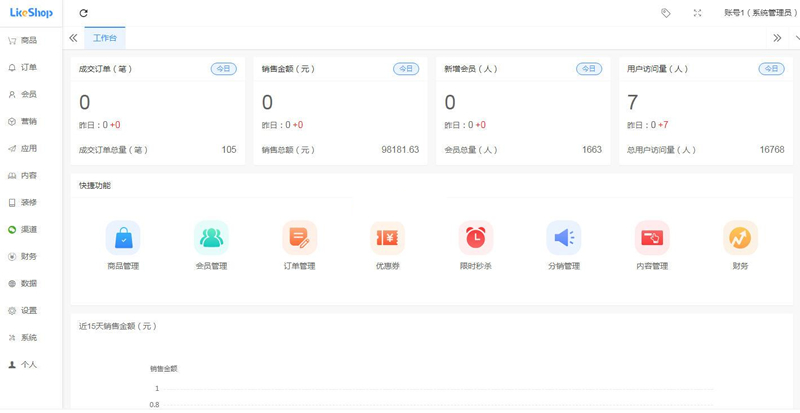 LikeShop
账号1（系统管理员）
工作台
商品
订单
会员
营销
应用
内容
装修
渠道
财务
数据
设置
系统
个人
成交订单（笔） 今日
0
昨日：0 +0
成交订单总量（笔） 105
销售金额（元） 今日
0
昨日：0 +0
销售总额（元） 98181.63
新增会员（人） 今日
0
昨日：0 +0
会员总量（人） 1663
用户访问量（人） 今日
7
昨日：0 +7
总用户访问量（人） 16768
快捷功能
商品管理 会员管理 订单管理 优惠券 限时秒杀 分销管理 内容管理 财务
近15天销售金额（元）
销售金额
1
0.8